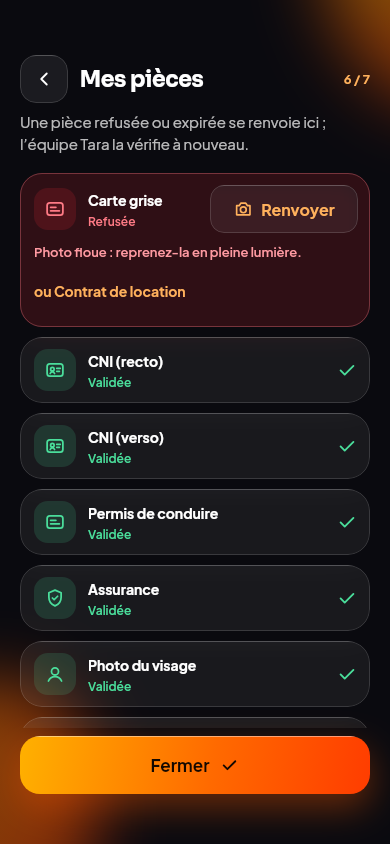 Mes pièces
6 / 7
Une pièce refusée ou expirée se renvoie ici ;
l'équipe Tara la vérifie à nouveau.
Carte grise
Refusée
Renvoyer
Photo floue : reprenez-la en pleine lumière.
ou Contrat de location
CNI (recto)
Validée
CNI (verso)
Validée
Permis de conduire
Validée
Assurance
Validée
Photo du visage
Validée
Fermer